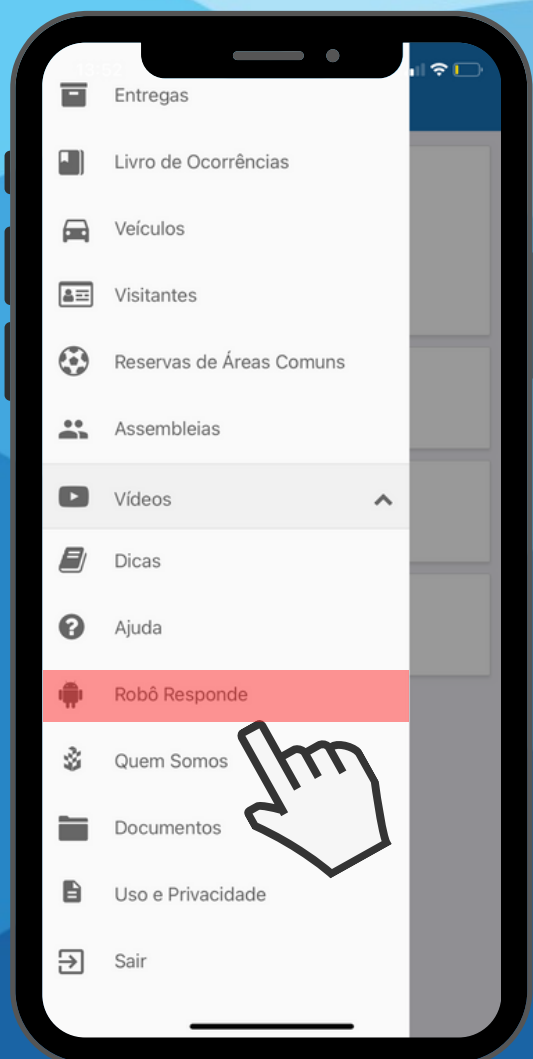 Entregas
Livro de Ocorrências
Veículos
Visitantes
Reservas de Áreas Comuns
Assembleias
Vídeos
Dicas
Ajuda
Robô Responde
Quem Somos
Documentos
Uso e Privacidade
Sair